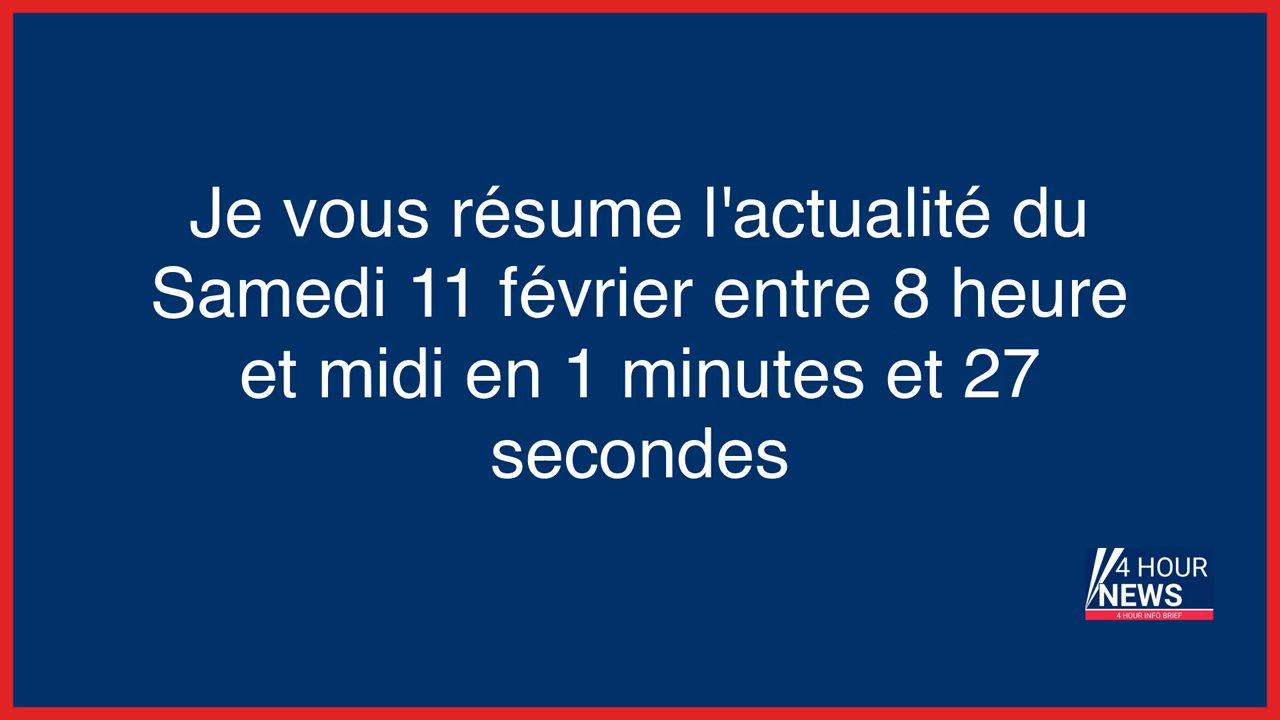 Je vous résume l'actualité du
Samedi 11 février entre 8 heure
et midi en 1 minutes et 27
secondes
4 HOUR
NEWS
4 HOUR INFO BRIEF